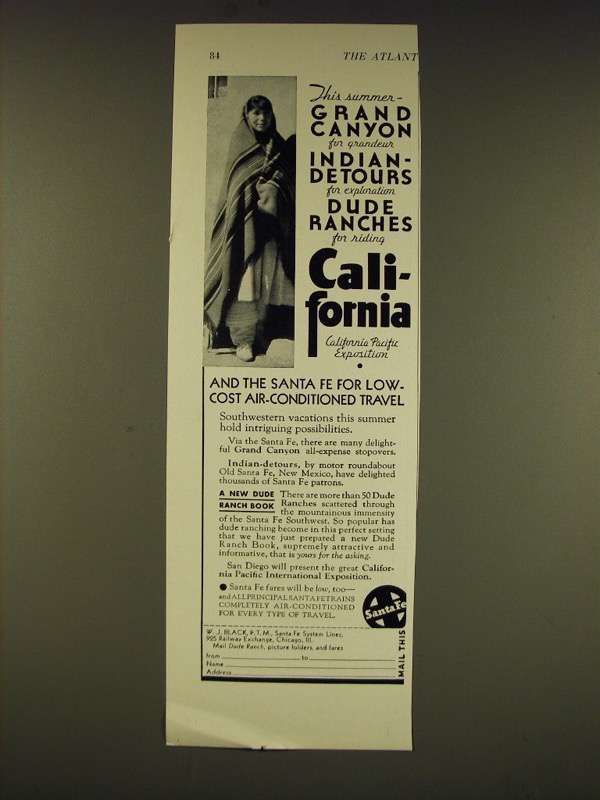 84
THE ATLANT
This summer-
GRAND
CANYON
for grandeur
INDIAN-
DETOURS
for exploration
DUDE
RANCHES
for riding
Cali-
fornia
California Pacific
Exposition
AND THE SANTA FE FOR LOW-
COST AIR-CONDITIONED TRAVEL
Southwestern vacations this summer
hold intriguing possibilities.
Via the Santa Fe, there are many delight-
ful Grand Canyon all-expense stopovers.
Indian-detours, by motor roundabout
Old Santa Fe, New Mexico, have delighted
thousands of Santa Fe patrons.
A NEW DUDE
RANCH BOOK
There are more than 50 Dude
Ranches scattered through
the mountainous immensity
of the Santa Fe Southwest. So popular has
dude ranching become in this perfect setting
that we have just prepared a new Dude
Ranch Book, supremely attractive and
informative, that is yours for the asking.
San Diego will present the great Califor-
nia Pacific International Exposition.
● Santa Fe fares will be low, too—
and ALL PRINCIPAL SANTA FE TRAINS
COMPLETELY AIR-CONDITIONED
FOR EVERY TYPE OF TRAVEL.
Santa Fe
W. J. BLACK, P. T. M., Santa Fe System Lines,
995 Railway Exchange, Chicago, Ill.
Mail Dude Ranch, picture folders, and fares
from to
Name
Address
MAIL THIS